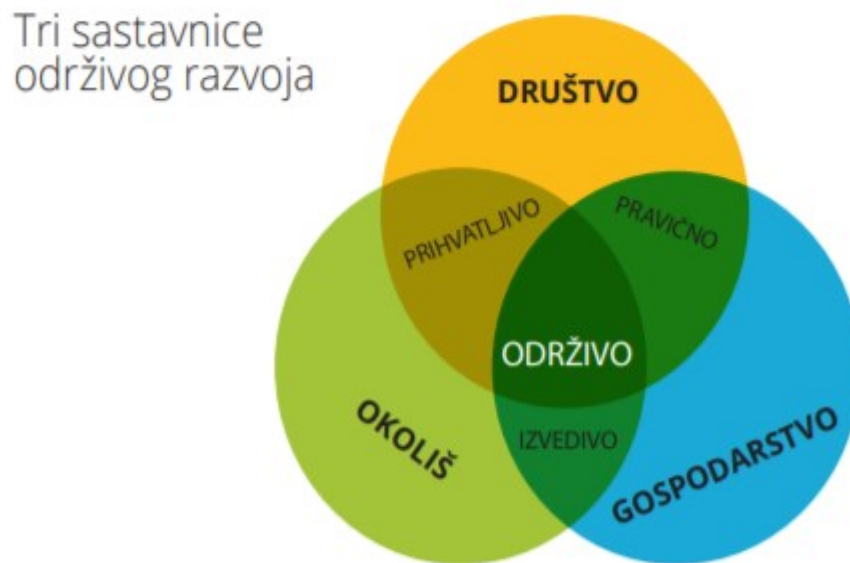 Tri sastavnice
održivog razvoja
DRUŠTVO
PRIHVATLJIVO
PRAVIČNO
ODRŽIVO
OKOLIŠ
IZVEDIVO
GOSPODARSTVO